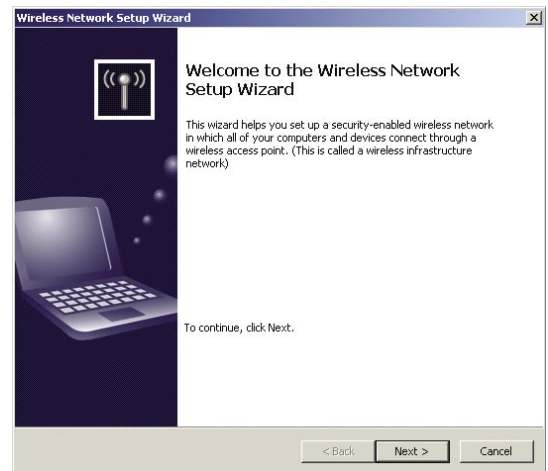 Wireless Network Setup Wizard
Welcome to the Wireless Network
Setup Wizard
This wizard helps you set up a security-enabled wireless network
in which all of your computers and devices connect through a
wireless access point. (This is called a wireless infrastructure
network)
To continue, click Next.
< Back Next > Cancel